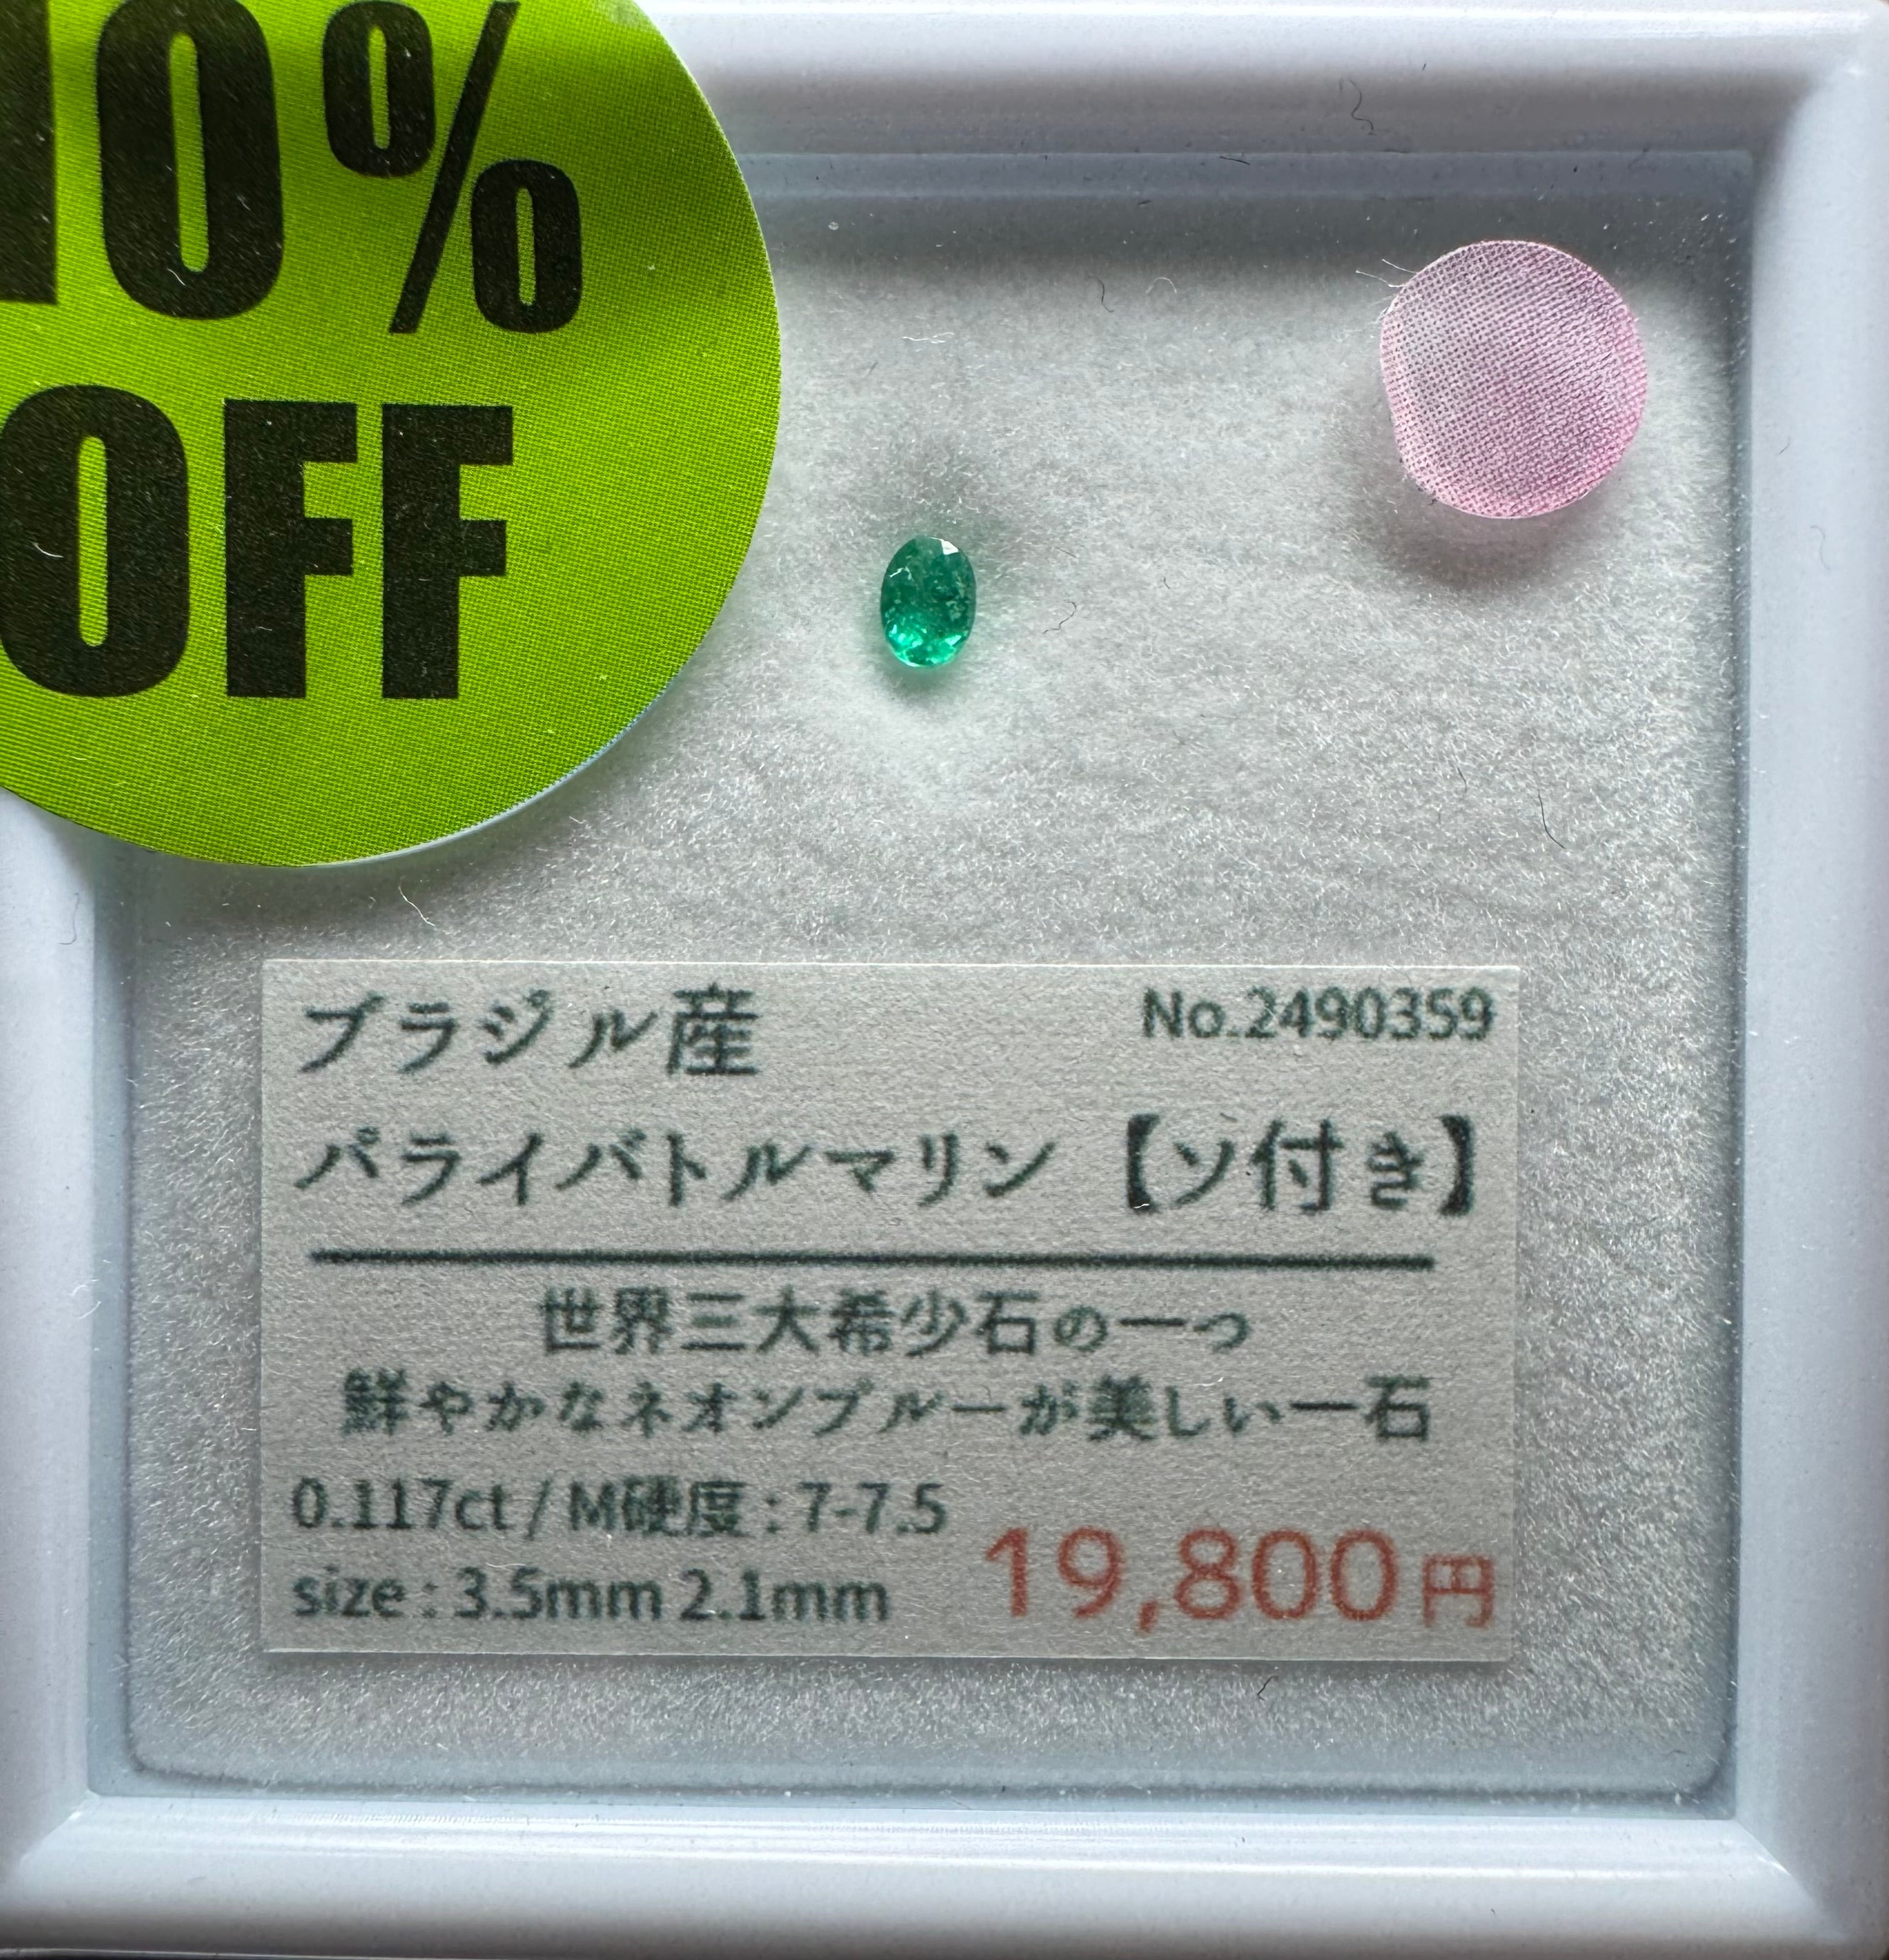 10%
OFF
ブラジル産
No.2490359
パライバトルマリン【ソ付き】
世界三大希少石の一つ
鮮やかなネオンブルーが美しい一石
0.117ct / M硬度 : 7-7.5
size : 3.5mm 2.1mm
19,800円